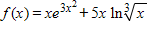 f(x) = xe^{3x^2} + 5x ln ∛x